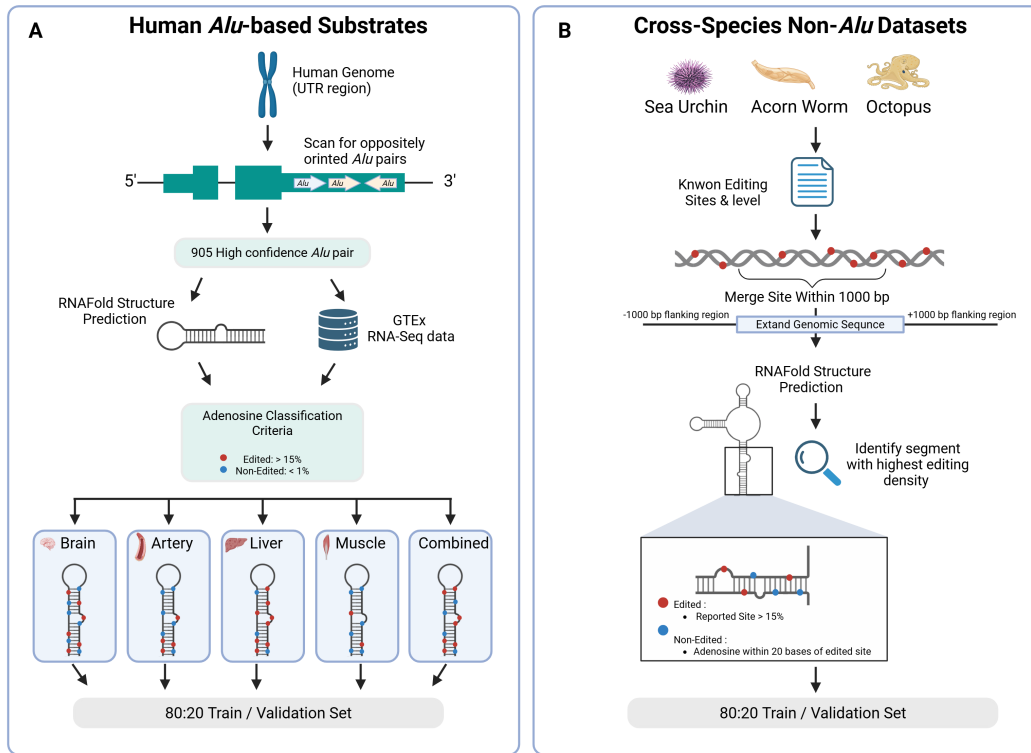 A
Human Alu-based Substrates
Human Genome
(UTR region)
Scan for oppositely
orinted Alu pairs
5'
Alu
Alu
Alu
3'
905 High confidence Alu pair
RNAFold Structure
Prediction
GTEx
RNA-Seq data
Adenosine Classification
Criteria
Edited: > 15%
Non-Edited: < 1%
Brain
Artery
Liver
Muscle
Combined
80:20 Train / Validation Set
B
Cross-Species Non-Alu Datasets
Sea Urchin
Acorn Worm
Octopus
Knwon Editing
Sites & level
Merge Site Within 1000 bp
-1000 bp flanking region
Extand Genomic Sequnce
+1000 bp flanking region
RNAFold Structure
Prediction
Identify segment
with highest editing
density
Edited :
• Reported Site > 15%
Non-Edited :
• Adenosine within 20 bases of edited site
80:20 Train / Validation Set